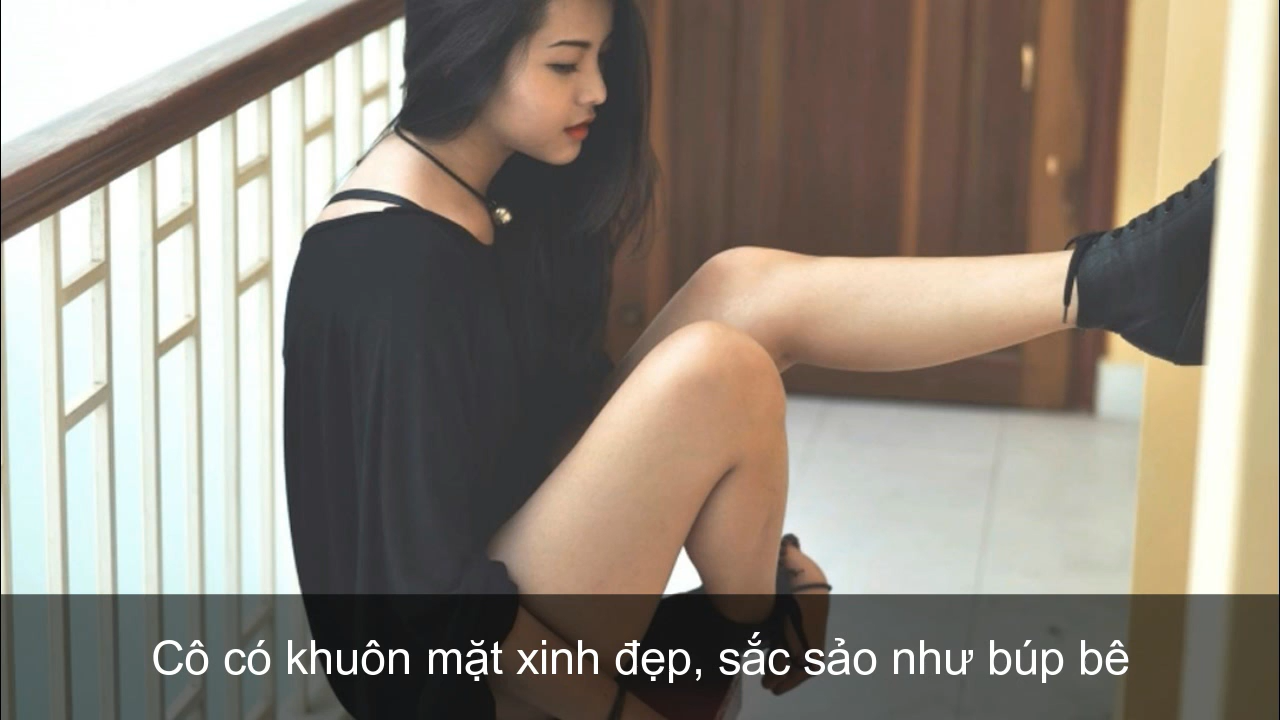 Cô có khuôn mặt xinh đẹp, sắc sảo như búp bê